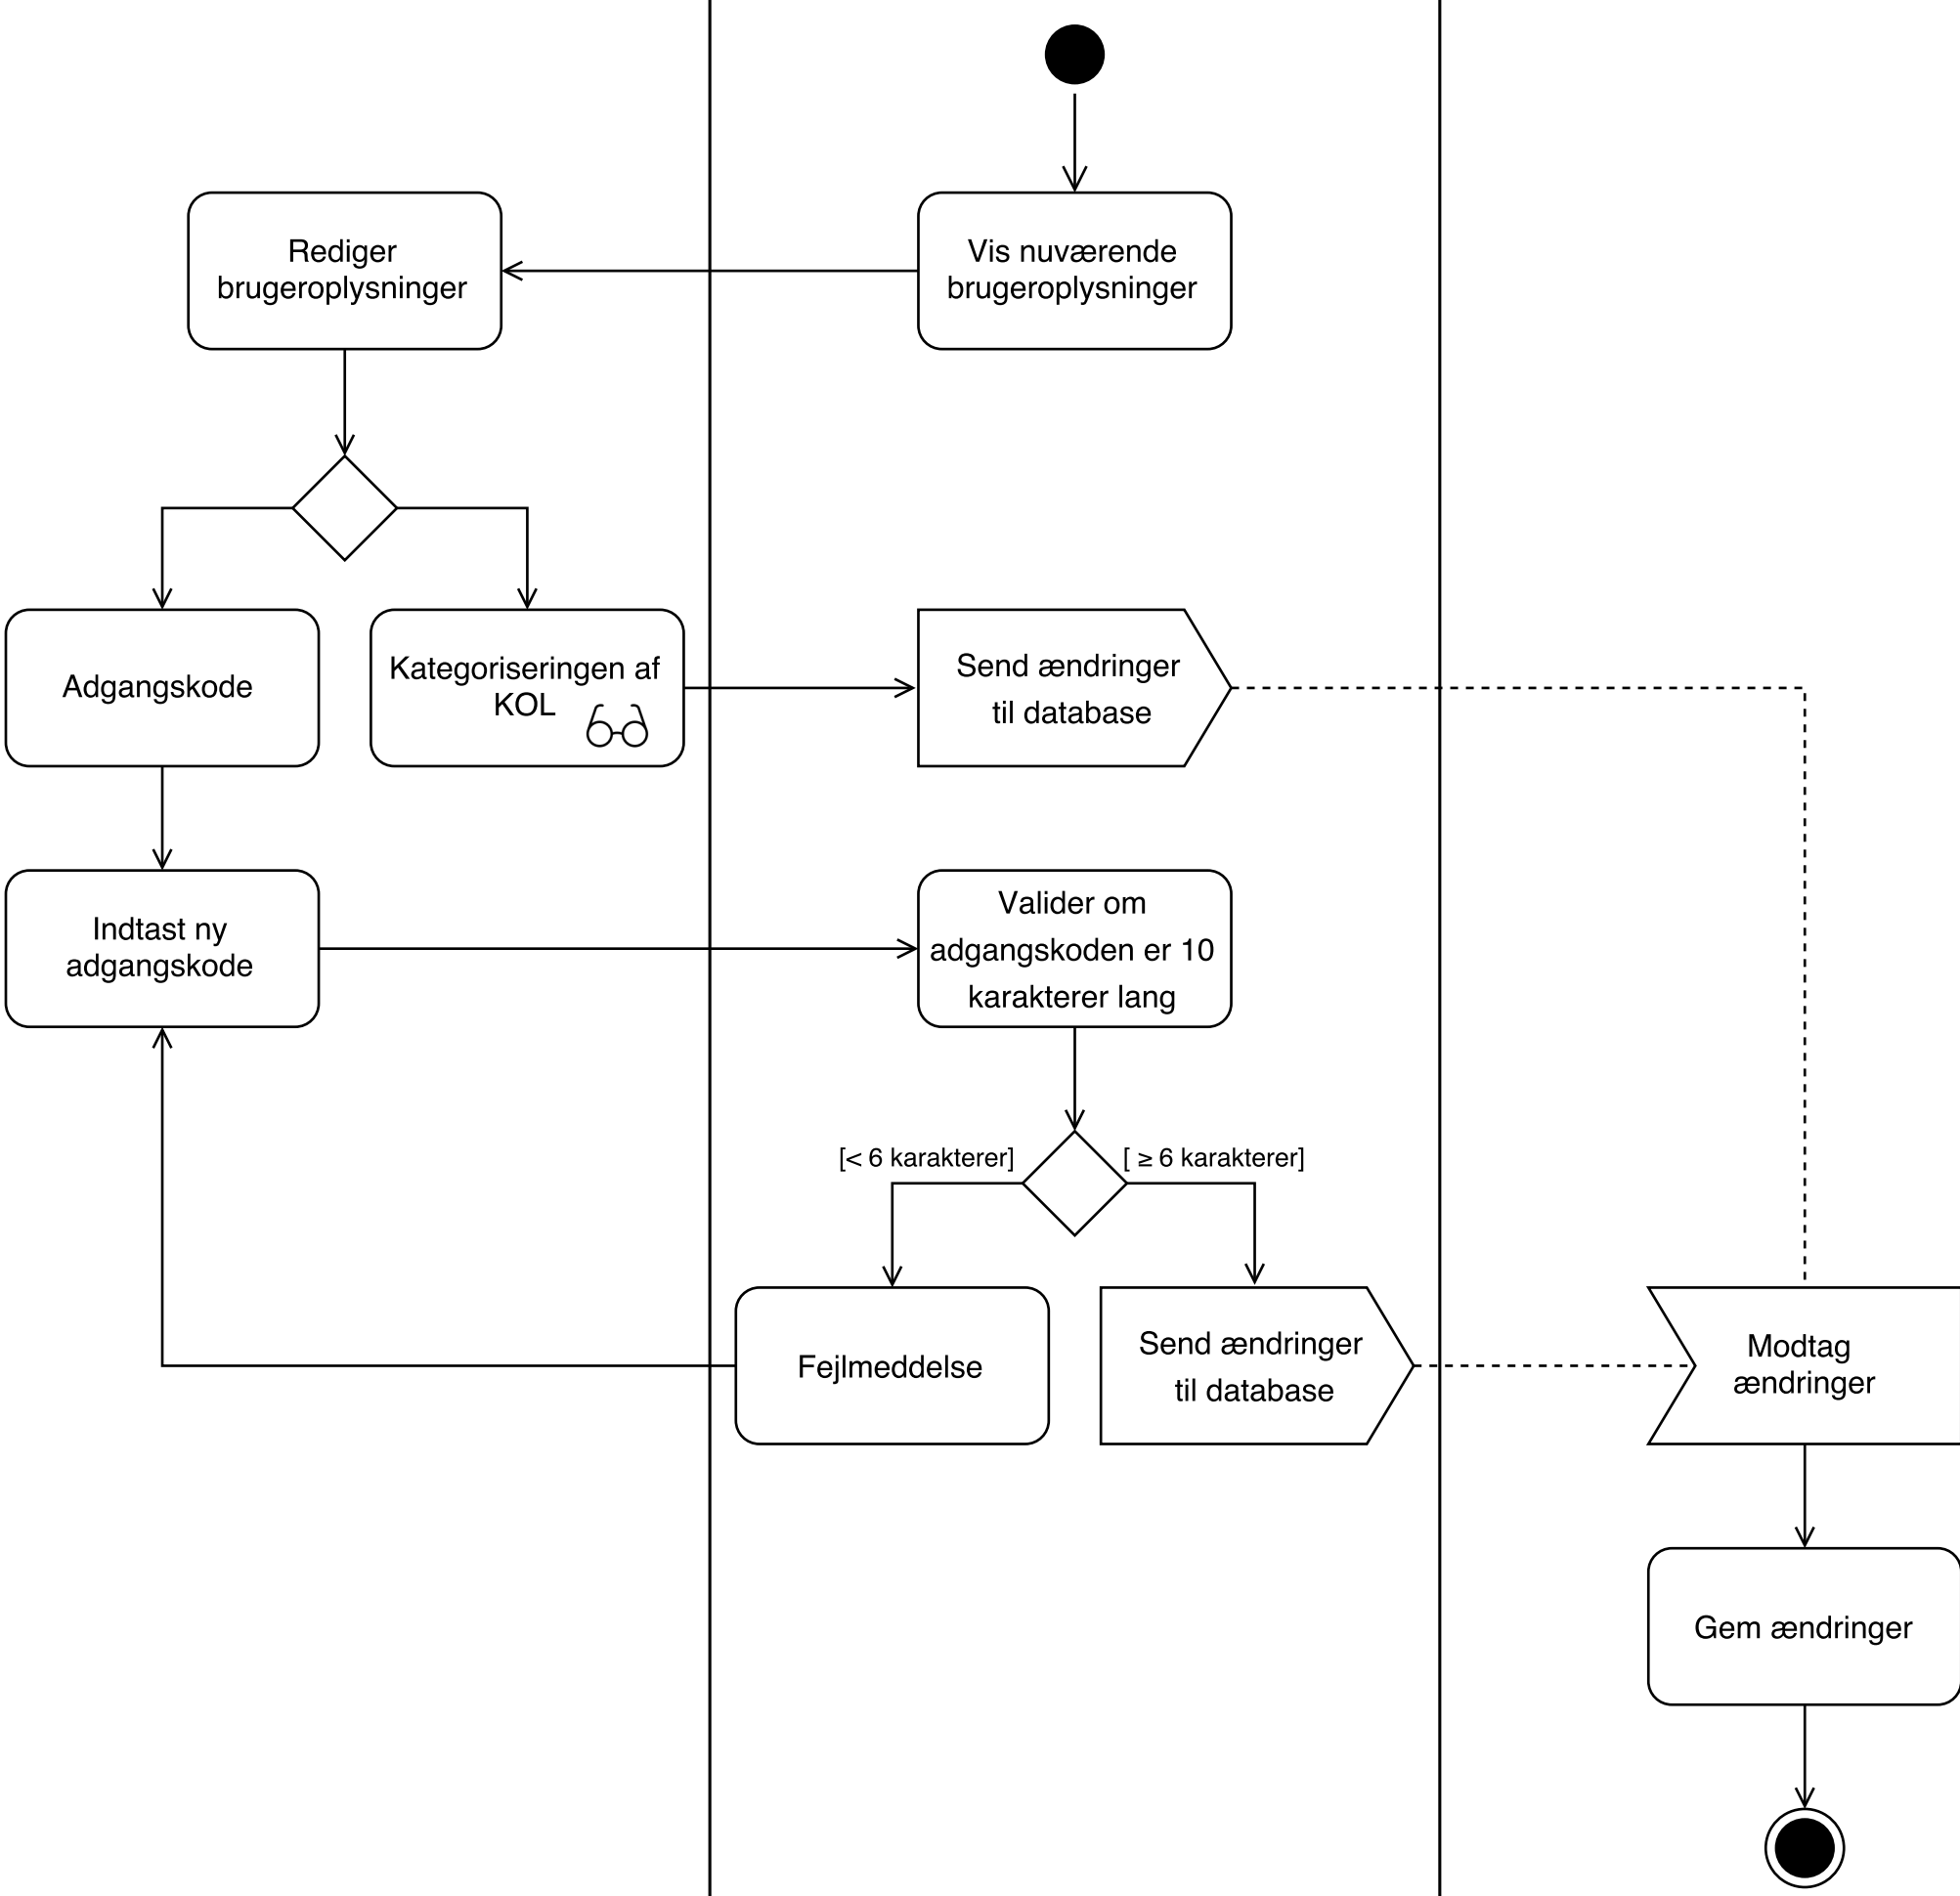 Rediger
brugeroplysninger
Vis nuværende
brugeroplysninger
Adgangskode
Kategoriseringen af
KOL
Send ændringer
til database
Indtast ny
adgangskode
Valider om
adgangskoden er 10
karakterer lang
[< 6 karakterer]
[ ≥ 6 karakterer]
Fejlmeddelse
Send ændringer
til database
Modtag
ændringer
Gem ændringer